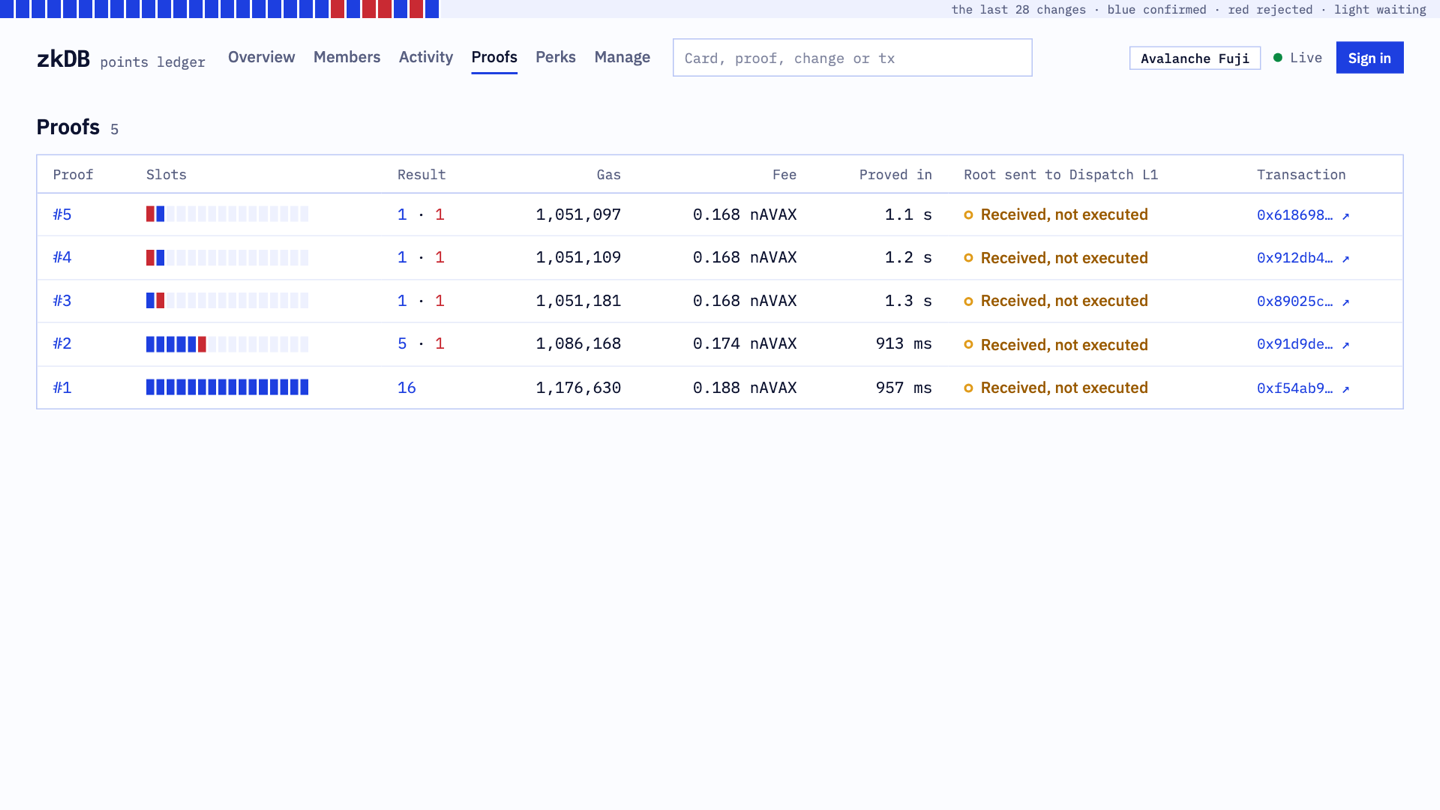 the last 28 changes · blue confirmed · red rejected · light waiting
zkDB points ledger Overview Members Activity Proofs Perks Manage Card, proof, change or tx Avalanche Fuji Live Sign in
Proofs 5
Proof Slots Result Gas Fee Proved in Root sent to Dispatch L1 Transaction
#5 1 · 1 1,051,097 0.168 nAVAX 1.1 s Received, not executed 0x618698… ↗
#4 1 · 1 1,051,109 0.168 nAVAX 1.2 s Received, not executed 0x912db4… ↗
#3 1 · 1 1,051,181 0.168 nAVAX 1.3 s Received, not executed 0x89025c… ↗
#2 5 · 1 1,086,168 0.174 nAVAX 913 ms Received, not executed 0x91d9de… ↗
#1 16 1,176,630 0.188 nAVAX 957 ms Received, not executed 0xf54ab9… ↗